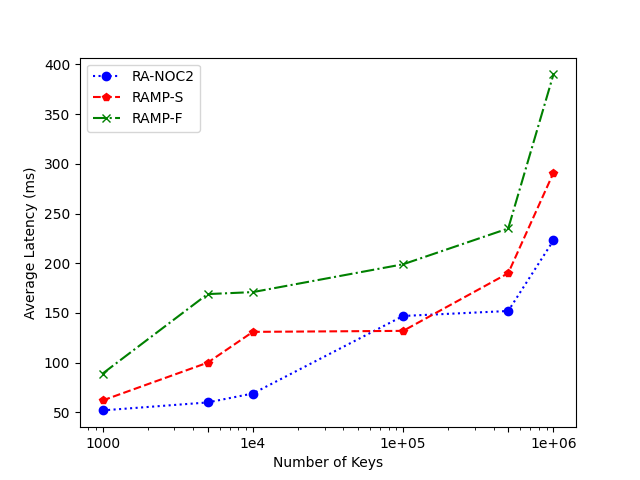 RA-NOC2
RAMP-S
RAMP-F
400
350
300
250
200
150
100
50
Average Latency (ms)
1000 1e4 1e+05 1e+06
Number of Keys